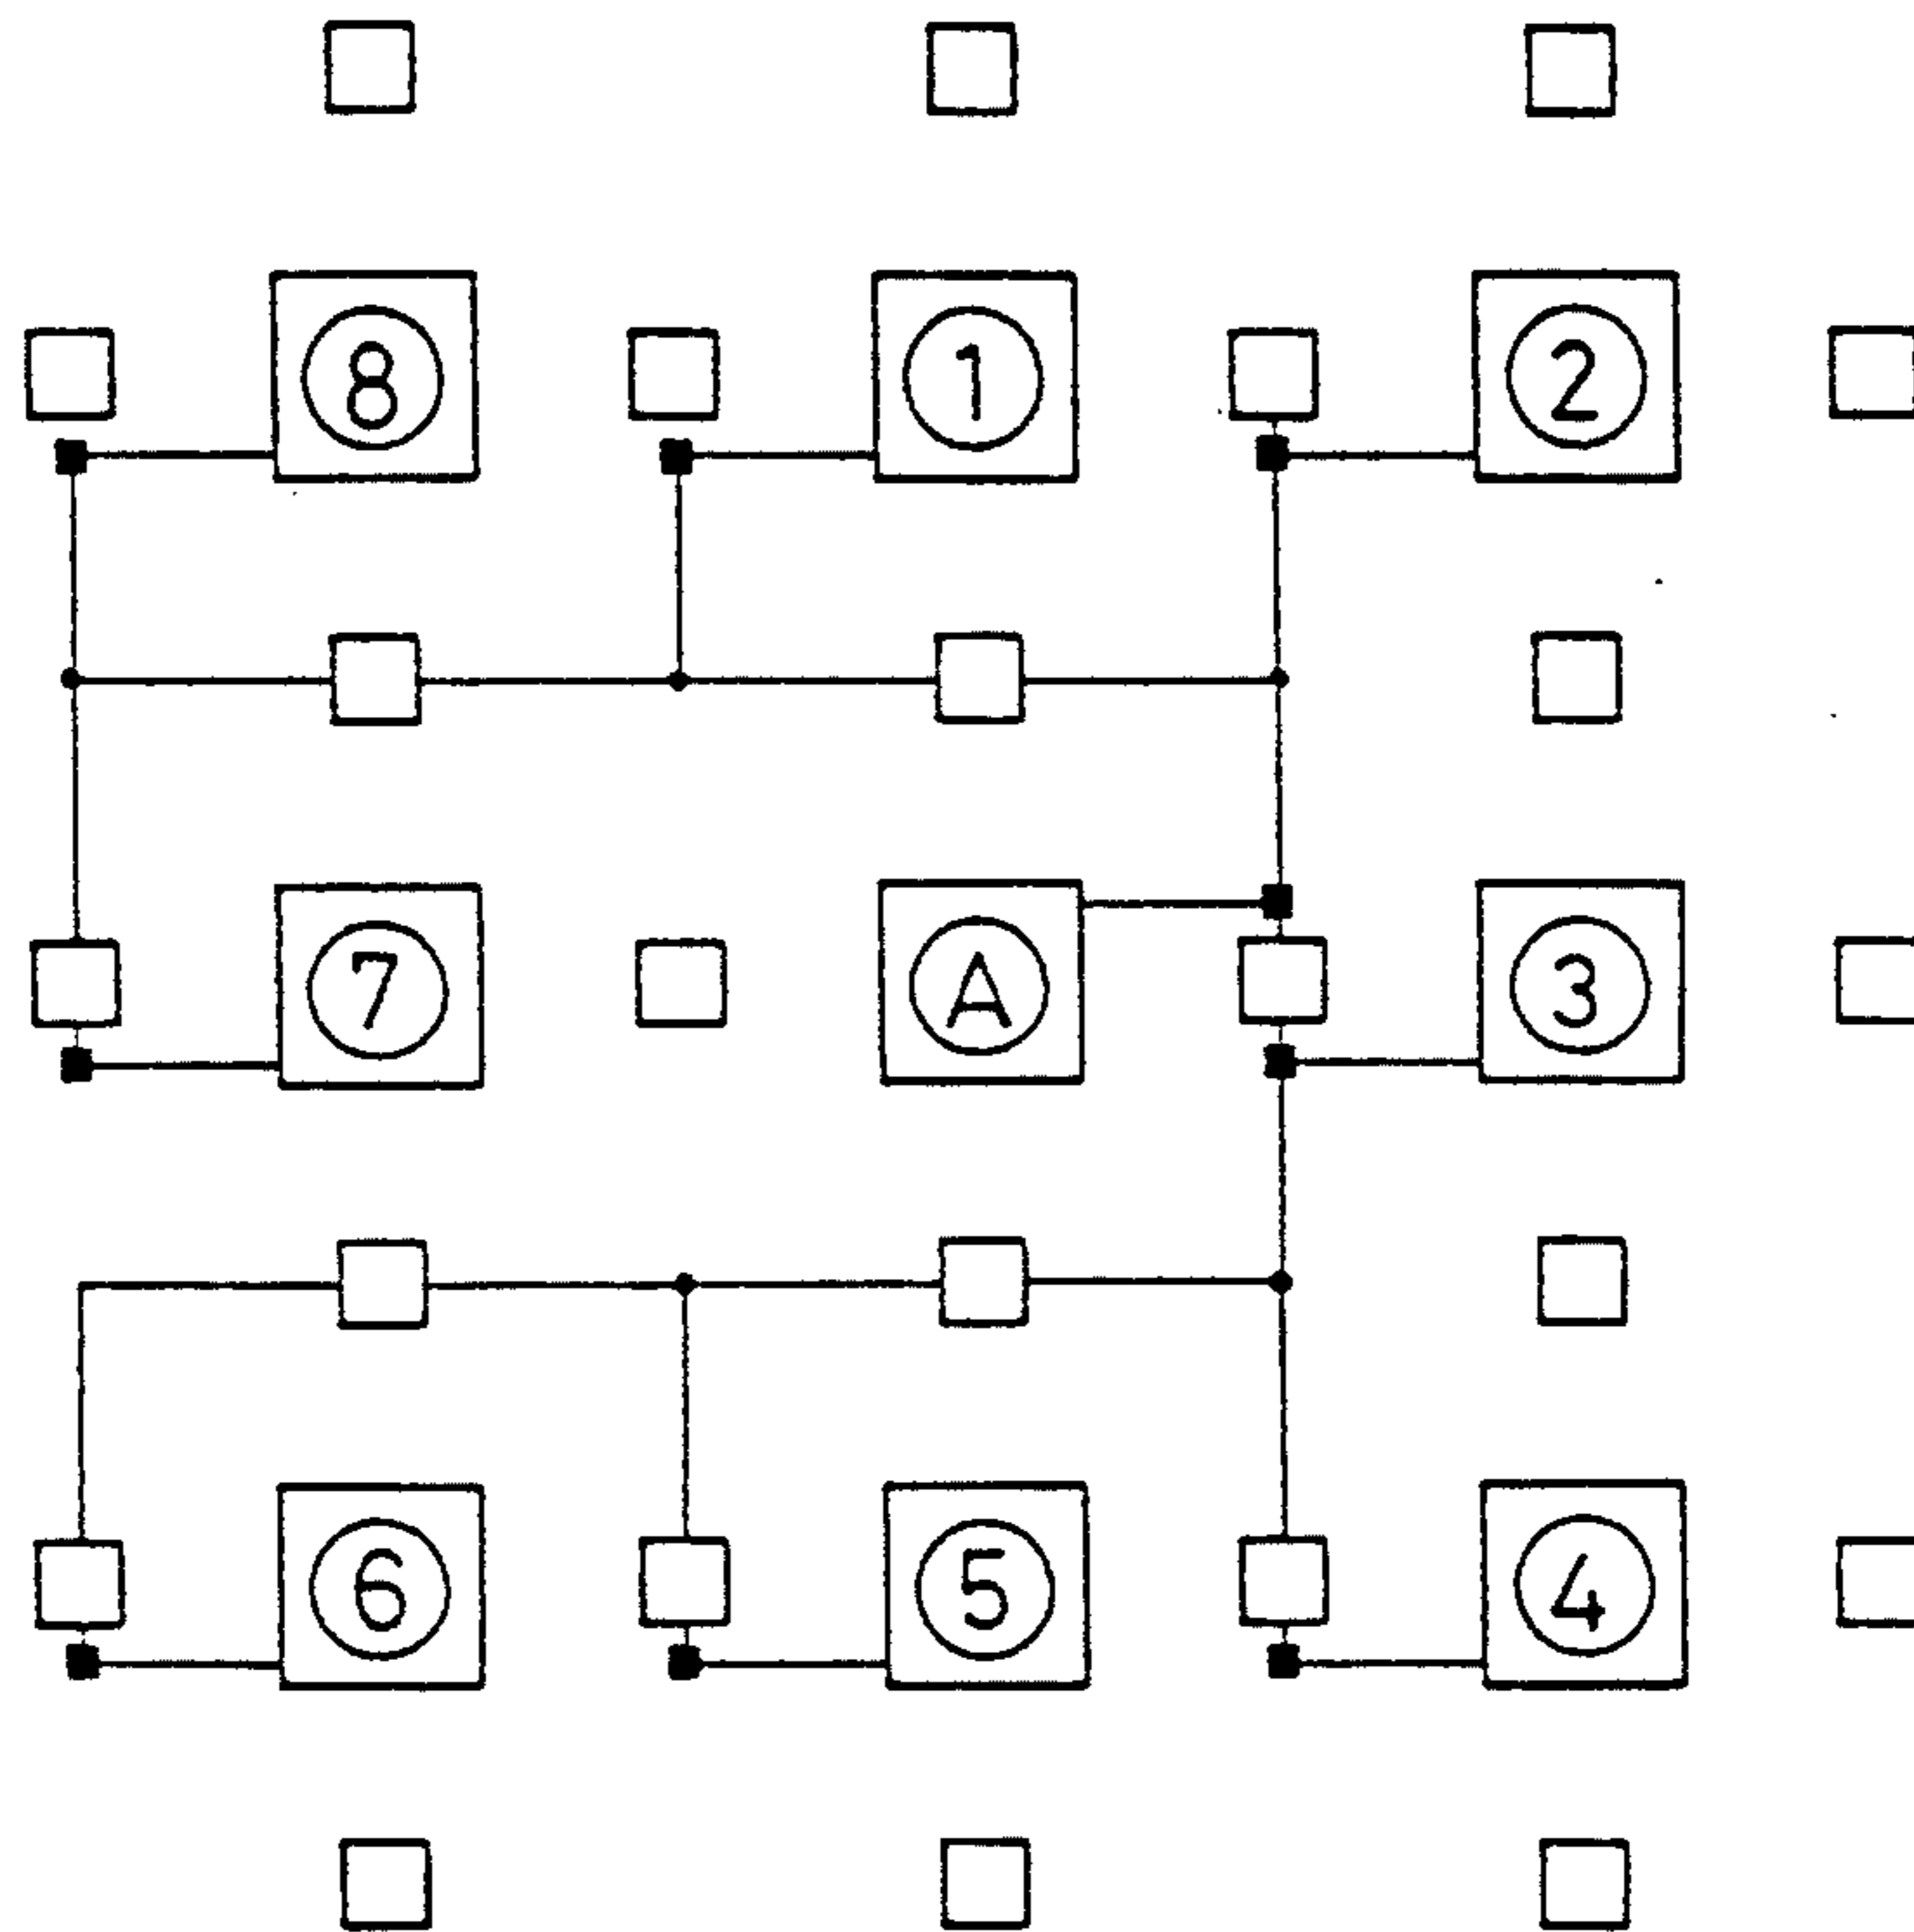 ⑧ ① ②
⑦ Ⓐ ③
⑥ ⑤ ④